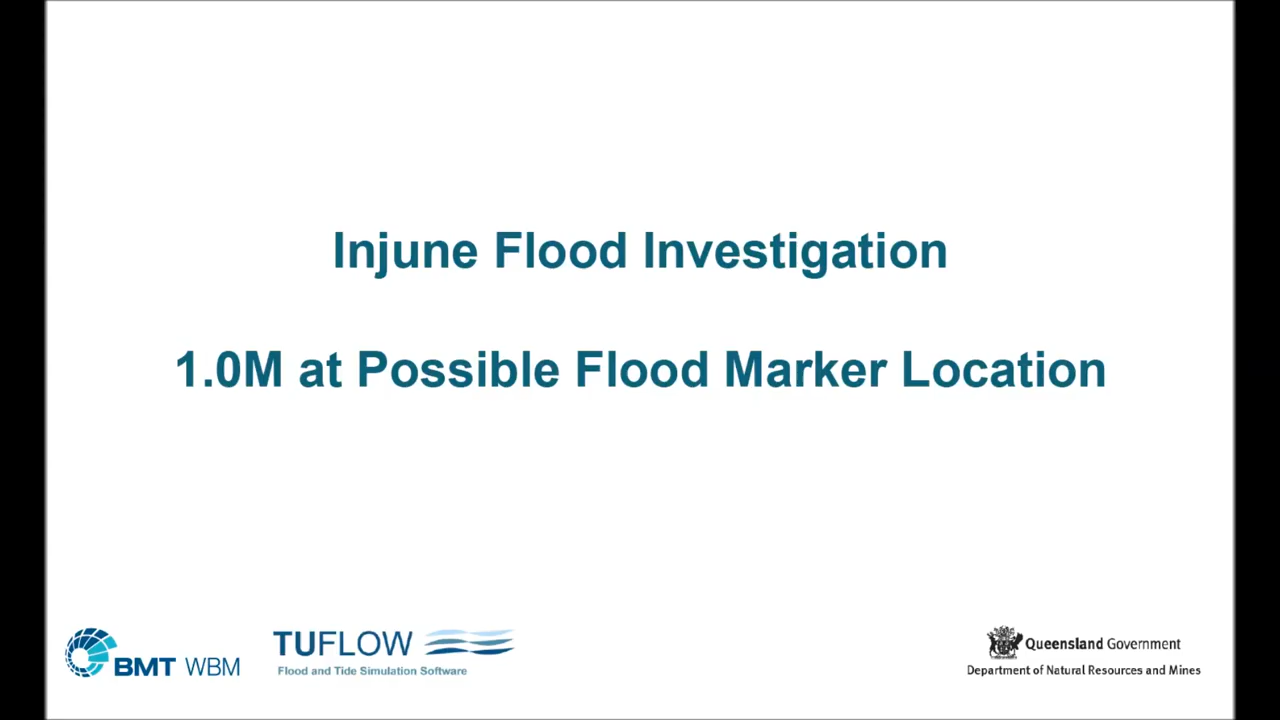 Injune Flood Investigation
1.0M at Possible Flood Marker Location
BMT WBM
TUFLOW
Flood and Tide Simulation Software
Queensland Government
Department of Natural Resources and Mines